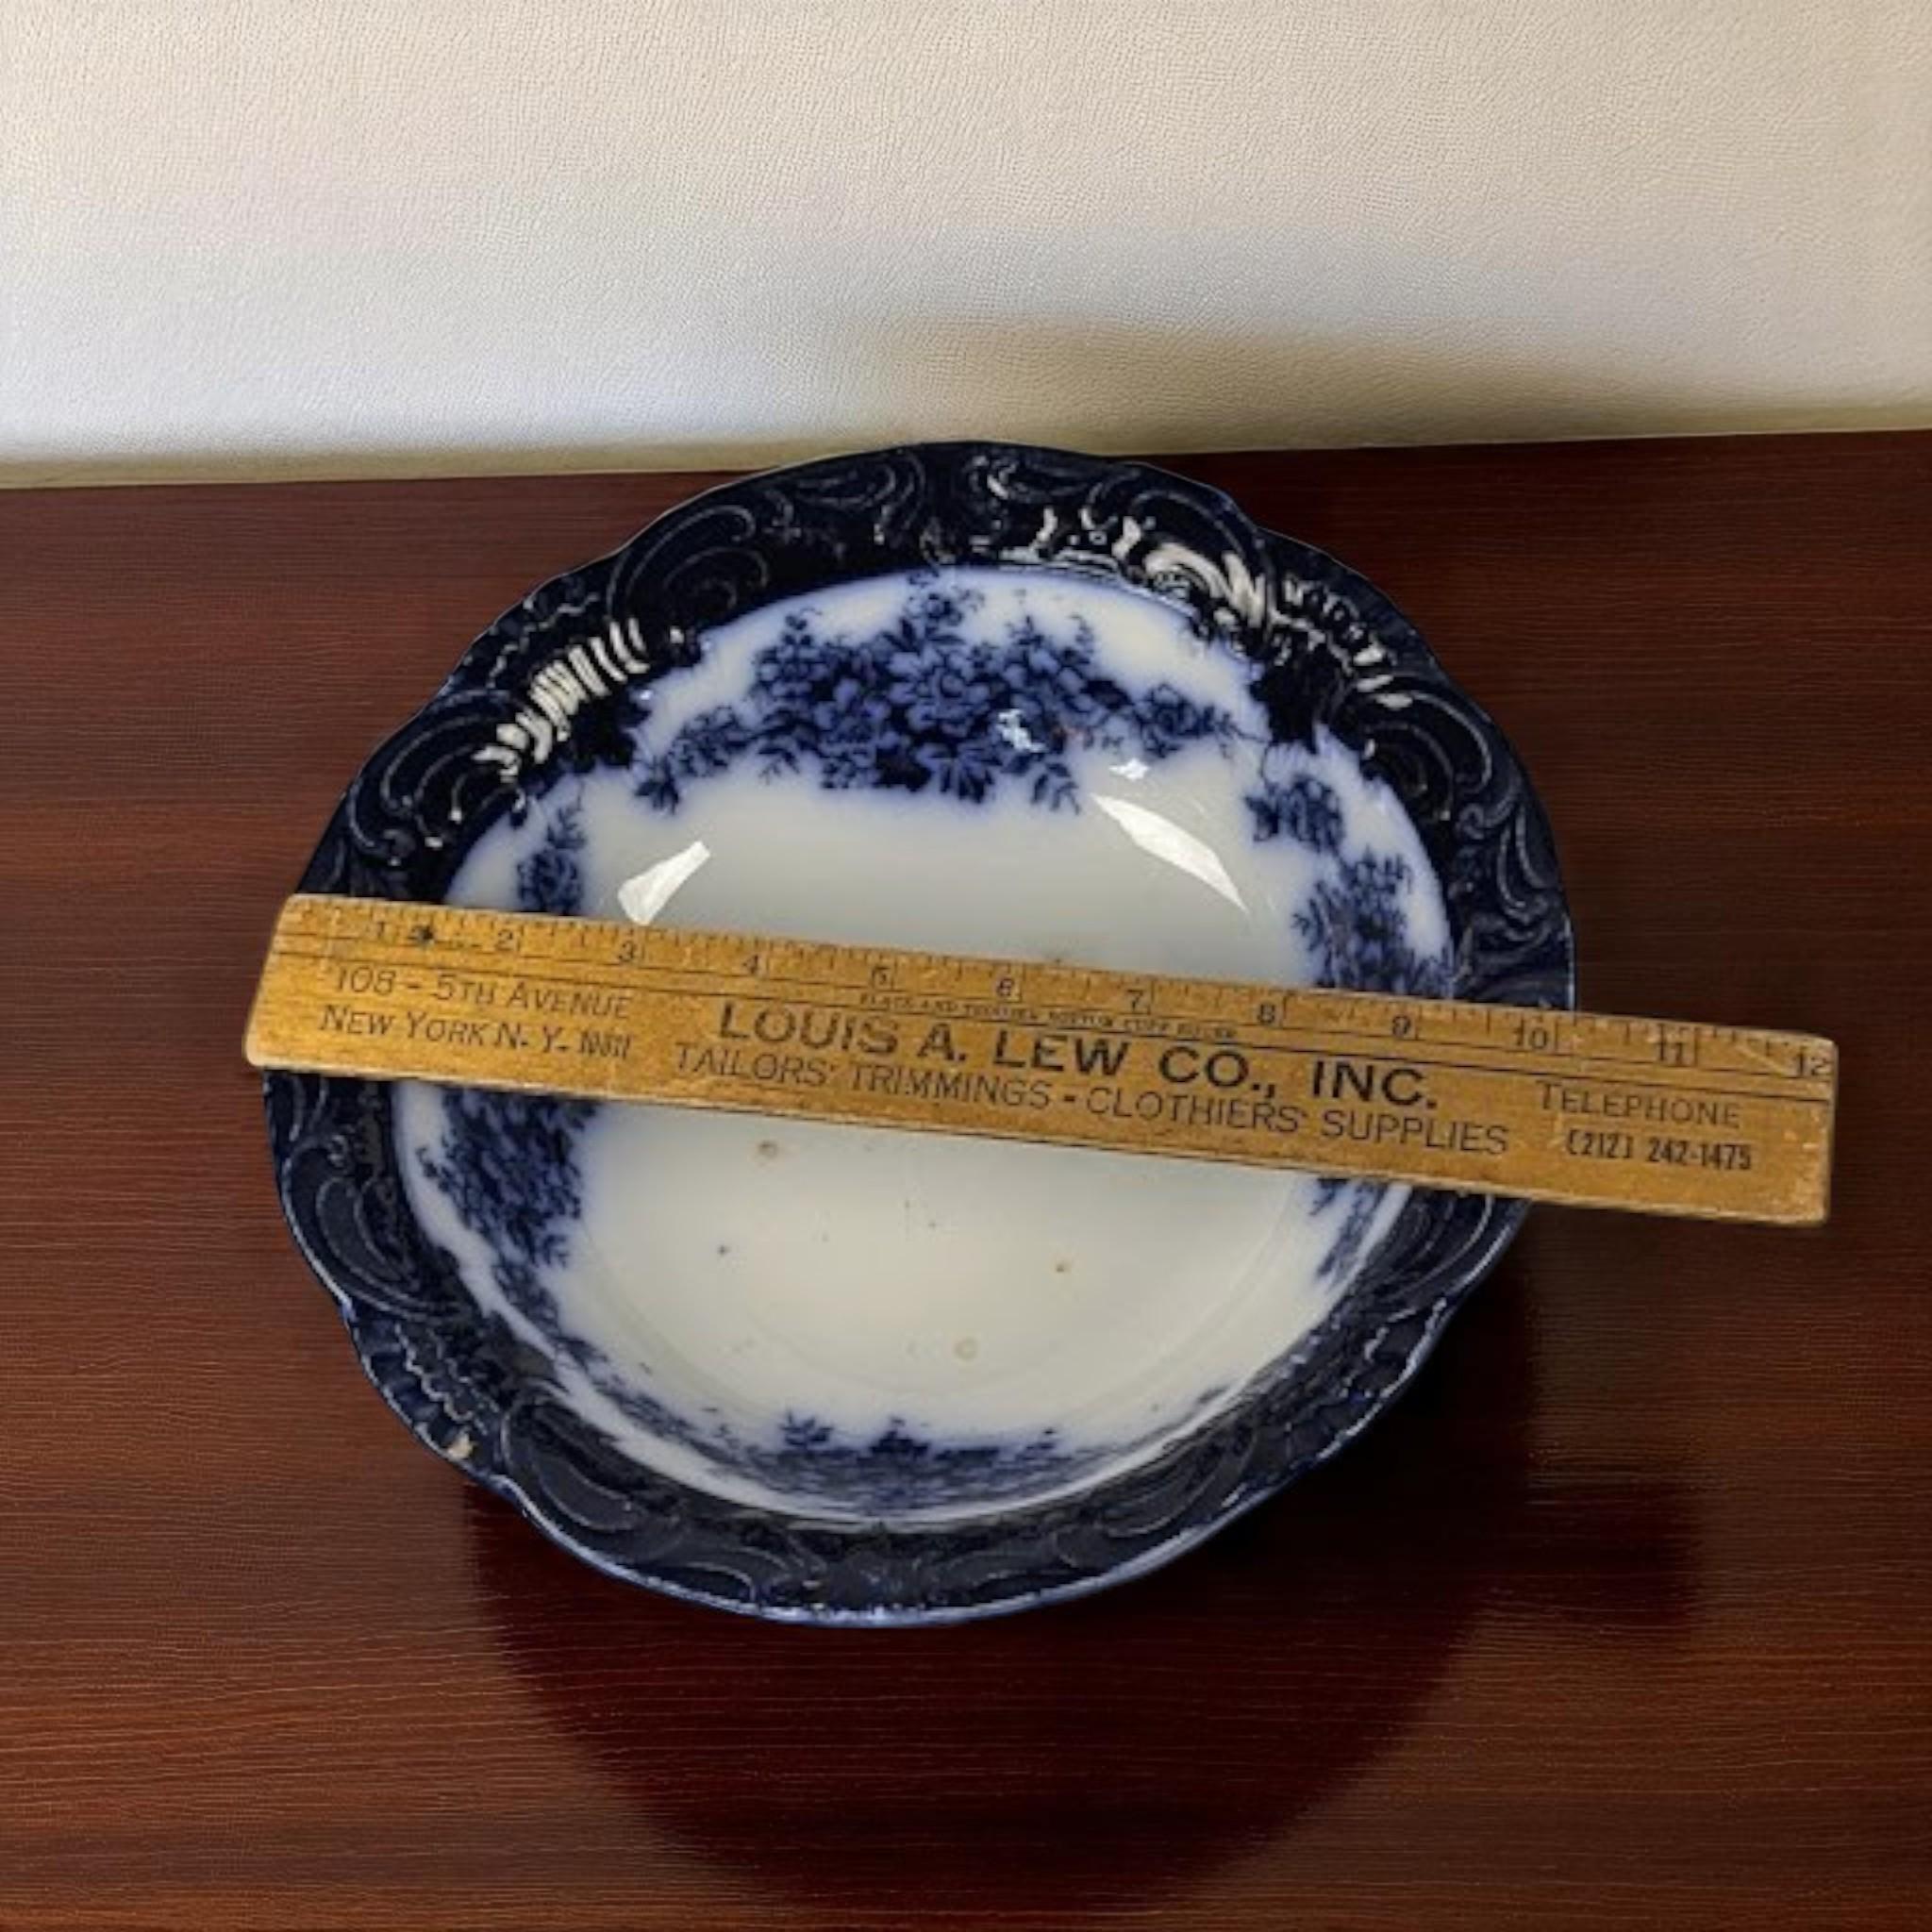 1 2 3 4 5 6 7 8 9 10 11 12
108 - 5TH AVENUE
NEW YORK N. Y. 10011
LOUIS A. LEW CO., INC.
TAILORS' TRIMMINGS - CLOTHIERS' SUPPLIES
TELEPHONE
(212) 242-1475